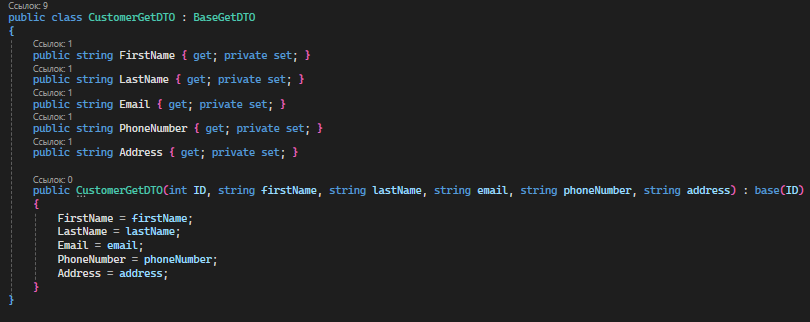 Ссылок: 9
public class CustomerGetDTO : BaseGetDTO
{
Ссылок: 1
public string FirstName { get; private set; }
Ссылок: 1
public string LastName { get; private set; }
Ссылок: 1
public string Email { get; private set; }
Ссылок: 1
public string PhoneNumber { get; private set; }
Ссылок: 1
public string Address { get; private set; }
Ссылок: 0
public CustomerGetDTO(int ID, string firstName, string lastName, string email, string phoneNumber, string address) : base(ID)
{
FirstName = firstName;
LastName = lastName;
Email = email;
PhoneNumber = phoneNumber;
Address = address;
}
}